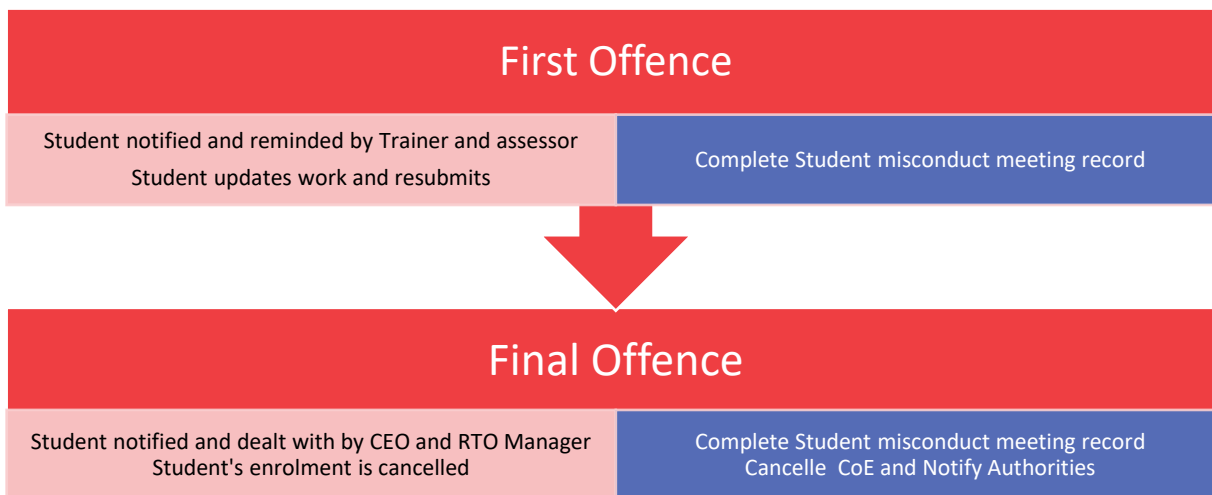 First Offence
Student notified and reminded by Trainer and assessor
Student updates work and resubmits
Complete Student misconduct meeting record
Final Offence
Student notified and dealt with by CEO and RTO Manager
Student's enrolment is cancelled
Complete Student misconduct meeting record
Cancelle CoE and Notify Authorities